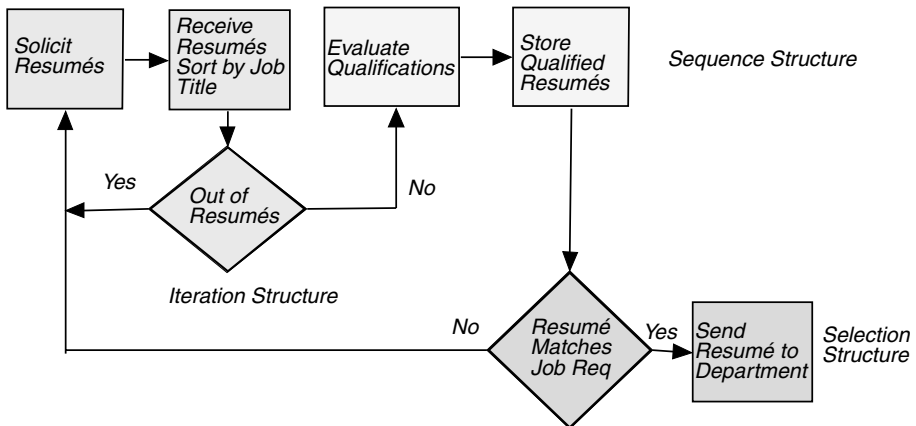 Solicit
Resumés
Receive
Resumés
Sort by Job
Title
Evaluate
Qualifications
Store
Qualified
Resumés
Sequence Structure
Yes
Out of
Resumés
No
Iteration Structure
No
Resumé
Matches
Job Req
Yes
Send
Resumé to
Department
Selection
Structure